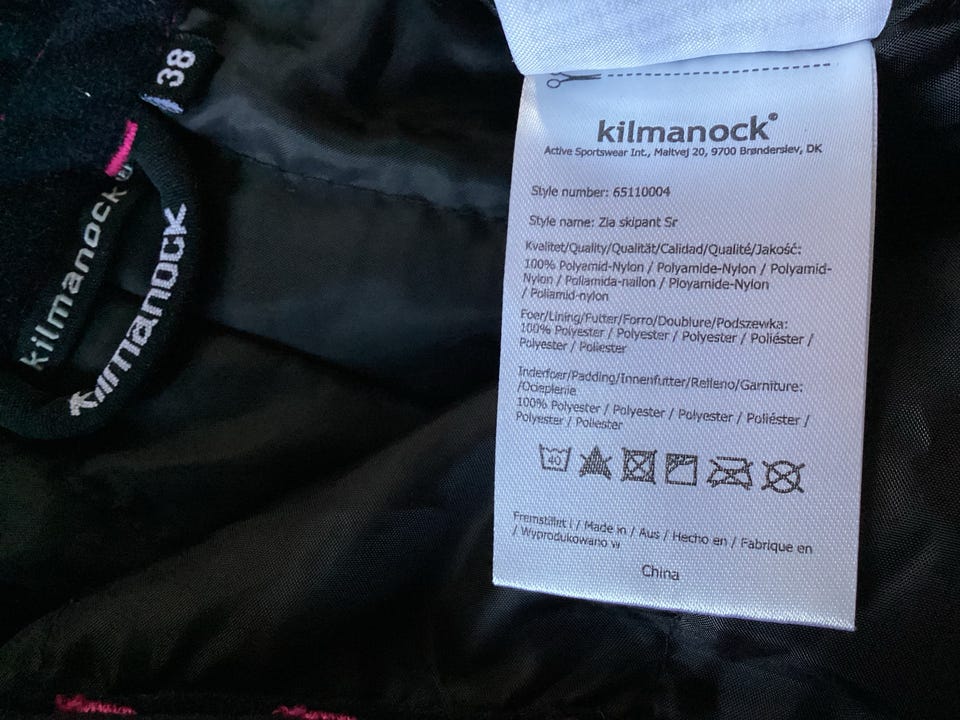 38
kilmanock®
kilmanock
kilmanock®
Active Sportswear Int., Maltvej 20, 9700 Brønderslev, DK
Style number: 65110004
Style name: Zia skipant Sr
Kvalitet/Quality/Qualität/Calidad/Qualité/Jakość:
100% Polyamid-Nylon / Polyamide-Nylon / Polyamid-
Nylon / Poliamida-nailon / Ployamide-Nylon
/ Poliamid-nylon
Foer/Lining/Futter/Forro/Doublure/Podszewka:
100% Polyester / Polyester / Polyester / Poliéster /
Polyester / Poliester
Inderfoer/Padding/Innenfutter/Relleno/Garniture:
/Ocieplenie
100% Polyester / Polyester / Polyester / Poliéster /
Polyester / Poliester
40
Fremstillet i / Made in / Aus / Hecho en / Fabrique en
/ Wyprodukowano w
China